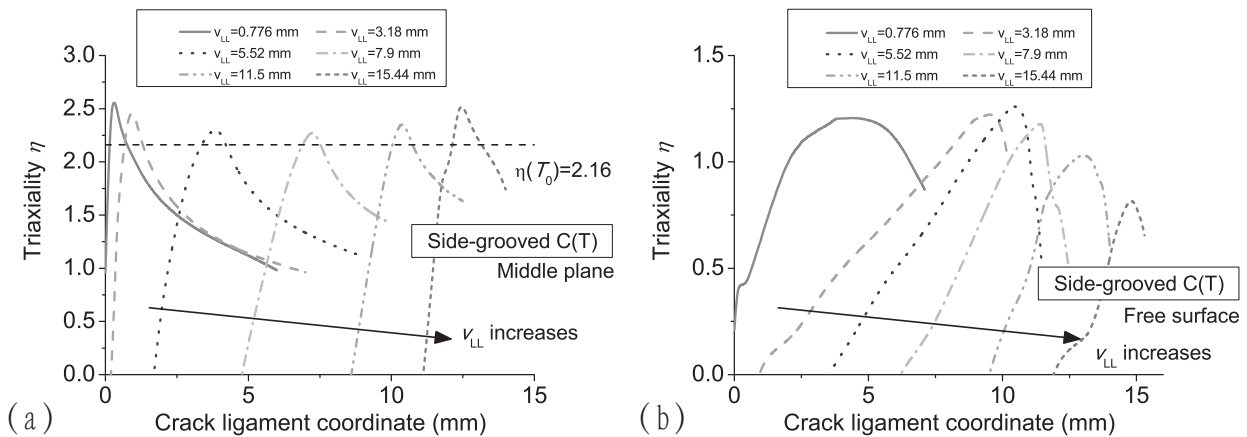 v_LL=0.776 mm v_LL=3.18 mm
v_LL=5.52 mm v_LL=7.9 mm
v_LL=11.5 mm v_LL=15.44 mm
3.0
2.5
2.0
1.5
1.0
0.5
0.0
Triaxiality η
η(T_0)=2.16
Side-grooved C(T)
Middle plane
v_LL increases
0 5 10 15
Crack ligament coordinate (mm)
(a)
v_LL=0.776 mm v_LL=3.18 mm
v_LL=5.52 mm v_LL=7.9 mm
v_LL=11.5 mm v_LL=15.44 mm
1.5
1.0
0.5
0.0
Triaxiality η
Side-grooved C(T)
Free surface
v_LL increases
0 5 10 15
Crack ligament coordinate (mm)
(b)